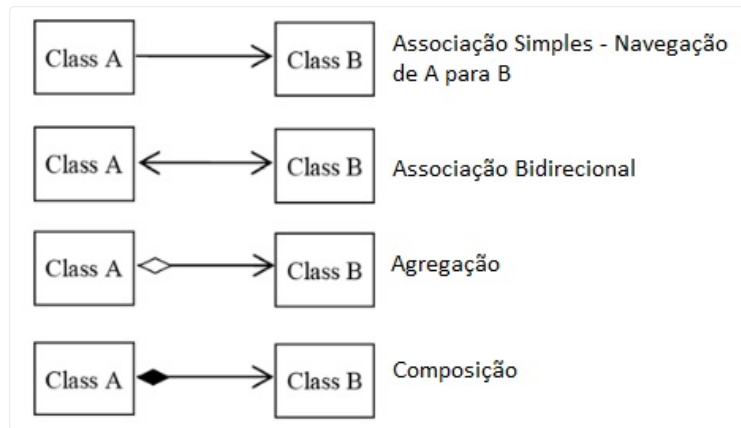 Class A Class B Associação Simples - Navegação
de A para B
Class A Class B Associação Bidirecional
Class A Class B Agregação
Class A Class B Composição